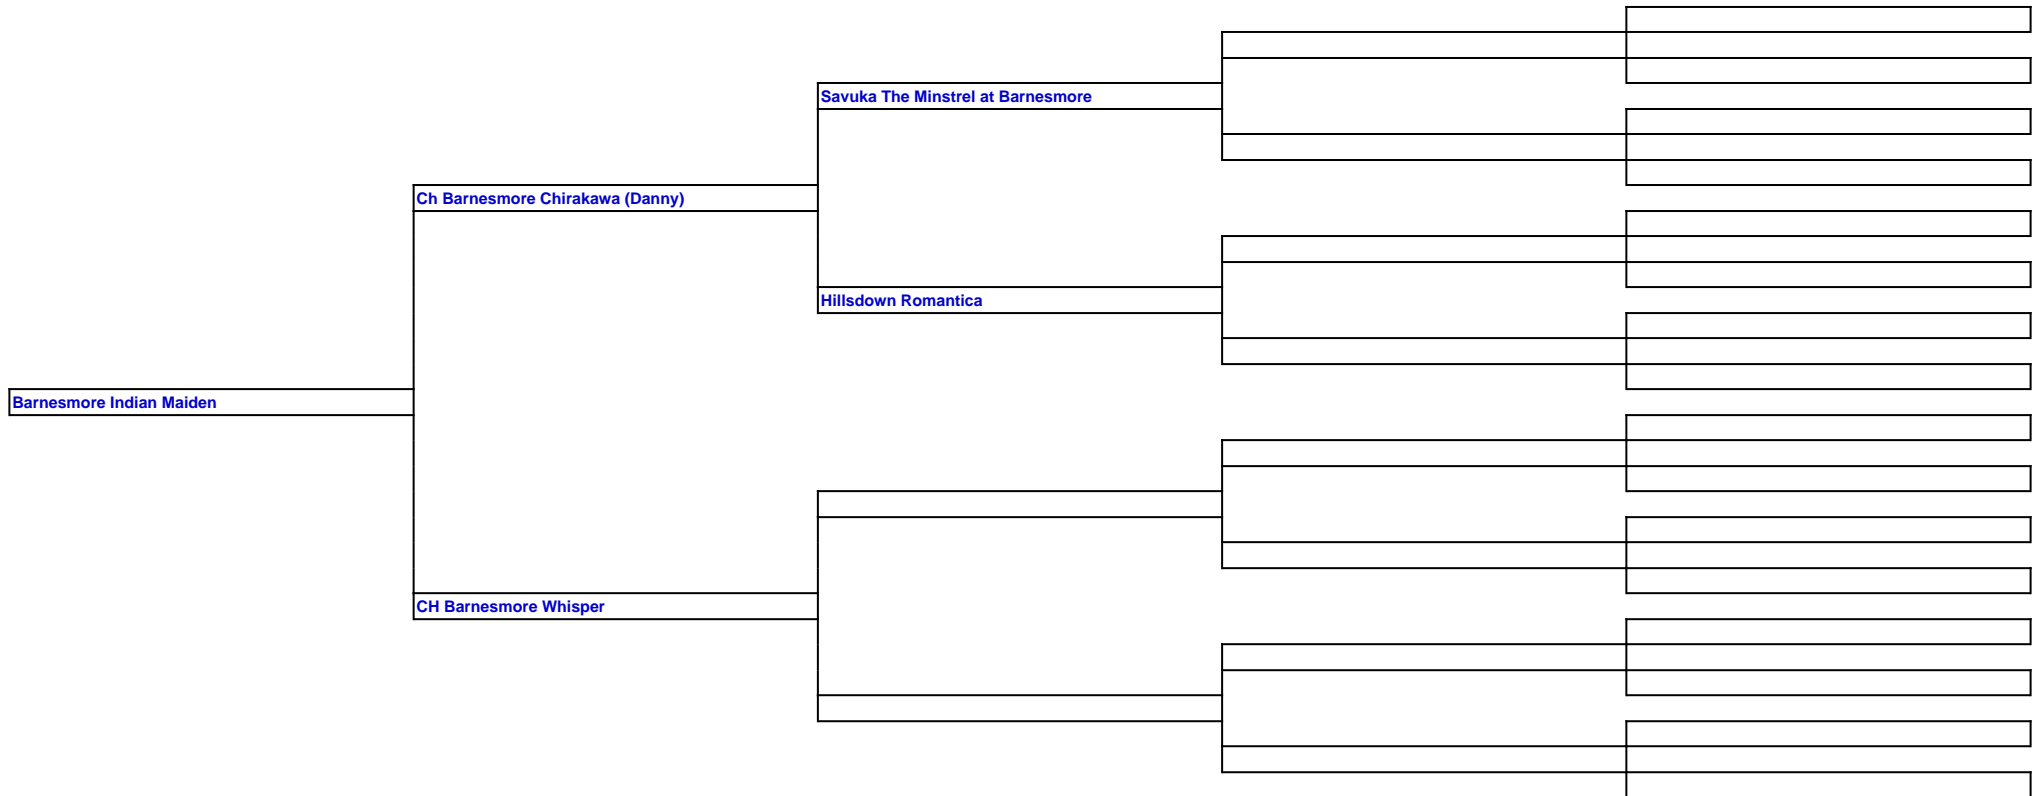 Savuka The Minstrel at Barnesmore
Ch Barnesmore Chirakawa (Danny)
Hillsdown Romantica
Barnesmore Indian Maiden
CH Barnesmore Whisper